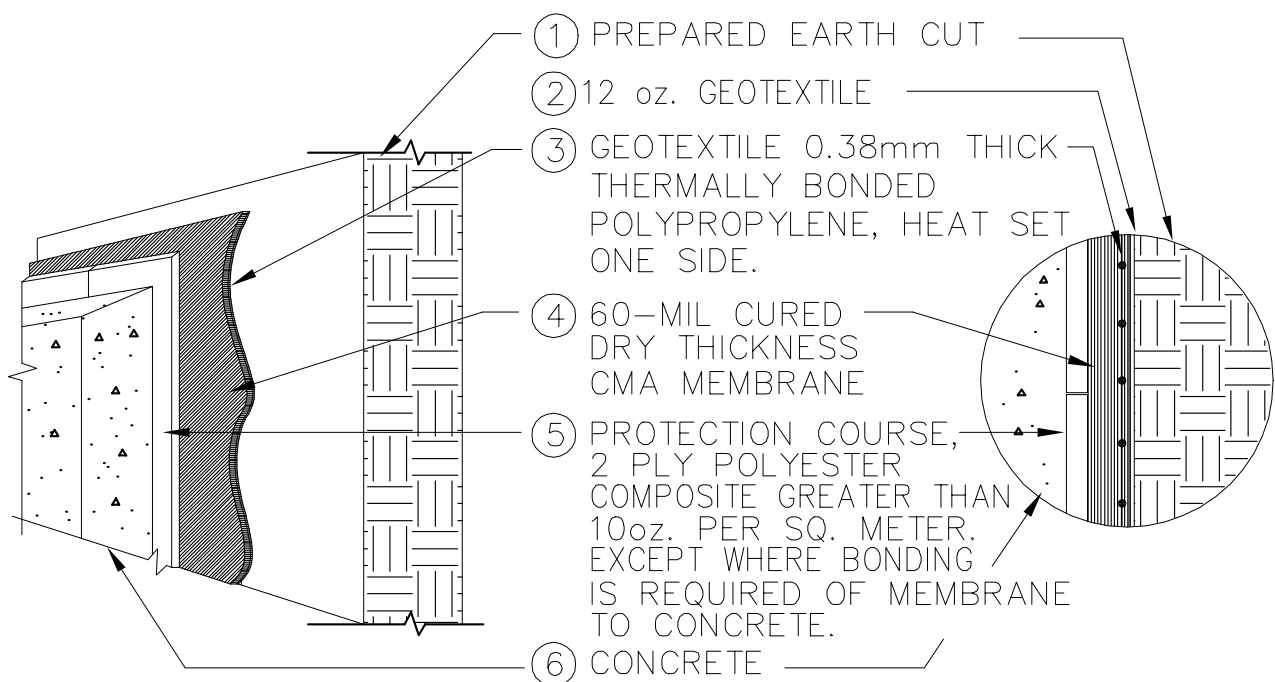 ① PREPARED EARTH CUT
② 12 oz. GEOTEXTILE
③ GEOTEXTILE 0.38mm THICK
THERMALLY BONDED
POLYPROPYLENE, HEAT SET
ONE SIDE.
④ 60-MIL CURED
DRY THICKNESS
CMA MEMBRANE
⑤ PROTECTION COURSE,
2 PLY POLYESTER
COMPOSITE GREATER THAN
10oz. PER SQ. METER.
EXCEPT WHERE BONDING
IS REQUIRED OF MEMBRANE
TO CONCRETE.
⑥ CONCRETE